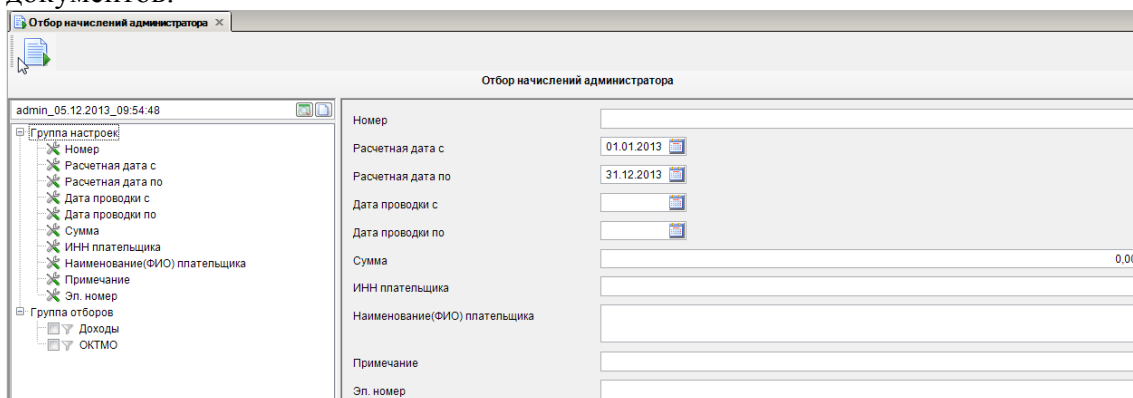 документов.
Отбор начислений администратора
Отбор начислений администратора
admin_05.12.2013_09:54:48
Группа настроек
Номер
Расчетная дата с
Расчетная дата по
Дата проводки с
Дата проводки по
Сумма
ИНН плательщика
Наименование(ФИО) плательщика
Примечание
Эл. номер
Группа отборов
Доходы
ОКТМО
Номер
Расчетная дата с 01.01.2013
Расчетная дата по 31.12.2013
Дата проводки с
Дата проводки по
Сумма 0,00
ИНН плательщика
Наименование(ФИО) плательщика
Примечание
Эл. номер